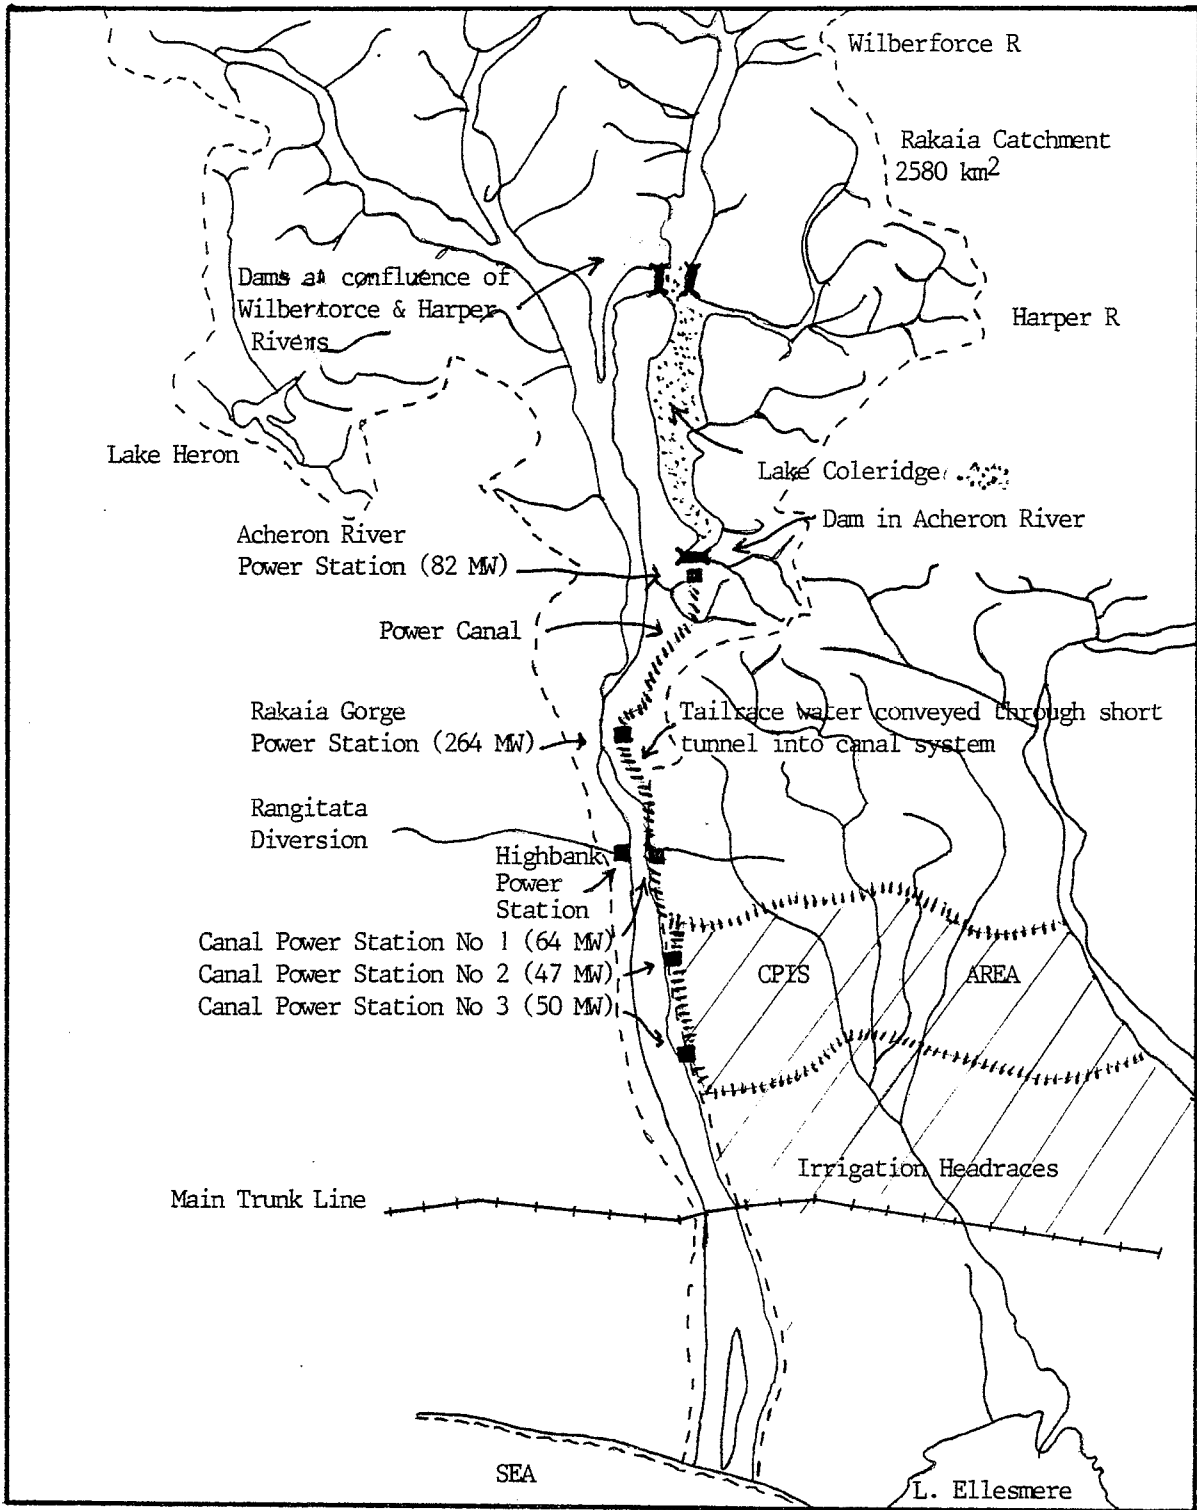 Wilberforce R
Rakaia Catchment
2580 km²
Dams at confluence of
Wilberforce & Harper
Rivers
Harper R
Lake Heron
Lake Coleridge
Dam in Acheron River
Acheron River
Power Station (82 MW)
Power Canal
Rakaia Gorge
Power Station (264 MW)
Tailrace water conveyed through short
tunnel into canal system
Rangitata
Diversion
Highbank
Power
Station
Canal Power Station No 1 (64 MW)
Canal Power Station No 2 (47 MW)
Canal Power Station No 3 (50 MW)
CPIS AREA
Irrigation Headraces
Main Trunk Line
SEA
L. Ellesmere